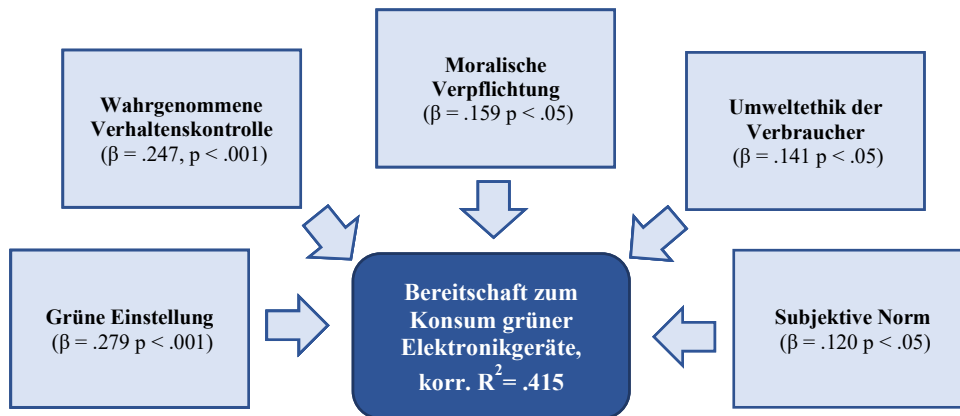 Wahrgenommene
Verhaltenskontrolle
(β = .247, p < .001)
Moralische
Verpflichtung
(β = .159 p < .05)
Umweltethik der
Verbraucher
(β = .141 p < .05)
Grüne Einstellung
(β = .279 p < .001)
Bereitschaft zum
Konsum grüner
Elektronikgeräte,
korr. R²= .415
Subjektive Norm
(β = .120 p < .05)